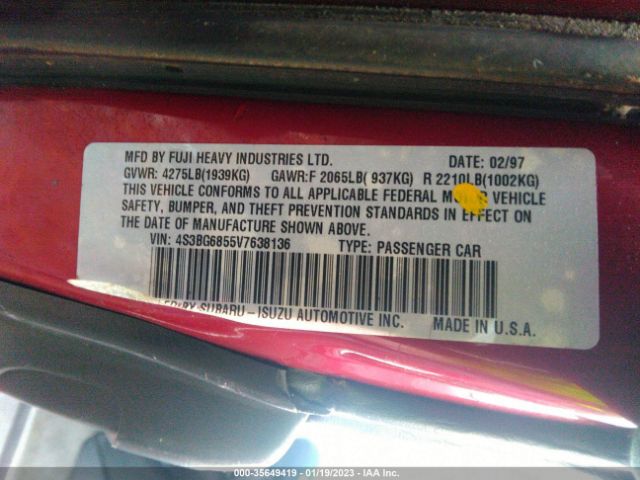 MFD BY FUJI HEAVY INDUSTRIES LTD. DATE: 02/97
GVWR: 4275LB(1939KG) GAWR:F 2065LB( 937KG) R 2210LB(1002KG)
THIS VEHICLE CONFORMS TO ALL APPLICABLE FEDERAL MOTOR VEHICLE
SAFETY, BUMPER, AND THEFT PREVENTION STANDARDS IN EFFECT ON
THE DATE OF MANUFACTURE SHOWN ABOVE.
VIN: 4S3BG6855V7638136 TYPE: PASSENGER CAR
BY SUBARU-ISUZU AUTOMOTIVE INC. MADE IN U.S.A.
000-35649419 - 01/19/2023 - IAA Inc.